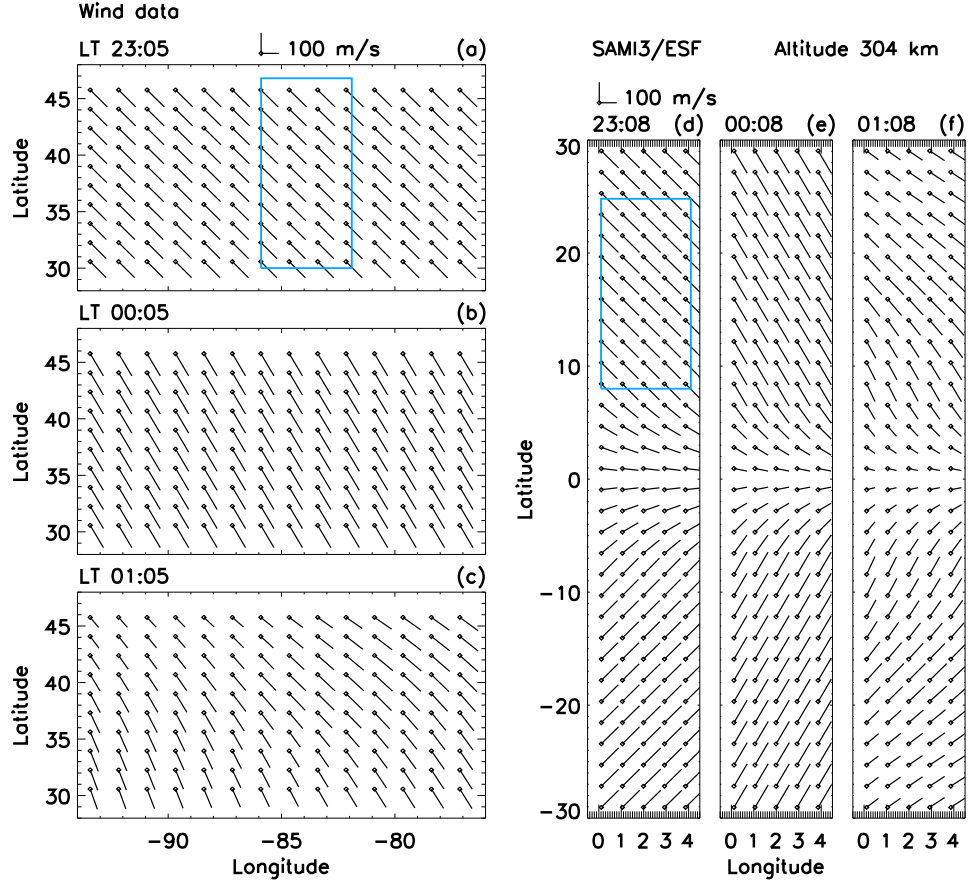 Wind data
LT 23:05 100 m/s (a)
45
40
35
30
Latitude
LT 00:05 (b)
45
40
35
30
Latitude
LT 01:05 (c)
45
40
35
30
Latitude
-90 -85 -80
Longitude
SAMI3/ESF Altitude 304 km
100 m/s
23:08 (d) 00:08 (e) 01:08 (f)
30
20
10
0
-10
-20
-30
Latitude
0 1 2 3 4 0 1 2 3 4 0 1 2 3 4
Longitude